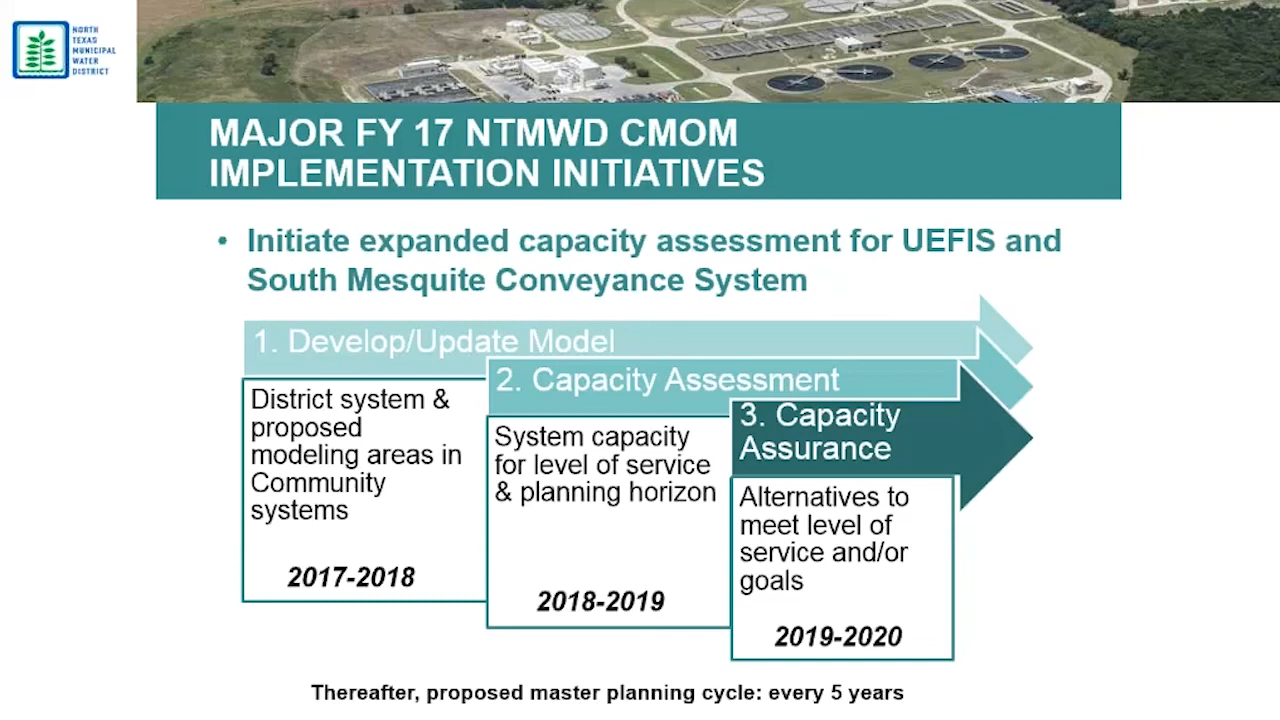 NORTH
TEXAS
MUNICIPAL
WATER
DISTRICT
MAJOR FY 17 NTMWD CMOM
IMPLEMENTATION INITIATIVES
• Initiate expanded capacity assessment for UEFIS and
South Mesquite Conveyance System
1. Develop/Update Model
District system &
proposed
modeling areas in
Community
systems
2017-2018
2. Capacity Assessment
System capacity
for level of service
& planning horizon
2018-2019
3. Capacity
Assurance
Alternatives to
meet level of
service and/or
goals
2019-2020
Thereafter, proposed master planning cycle: every 5 years